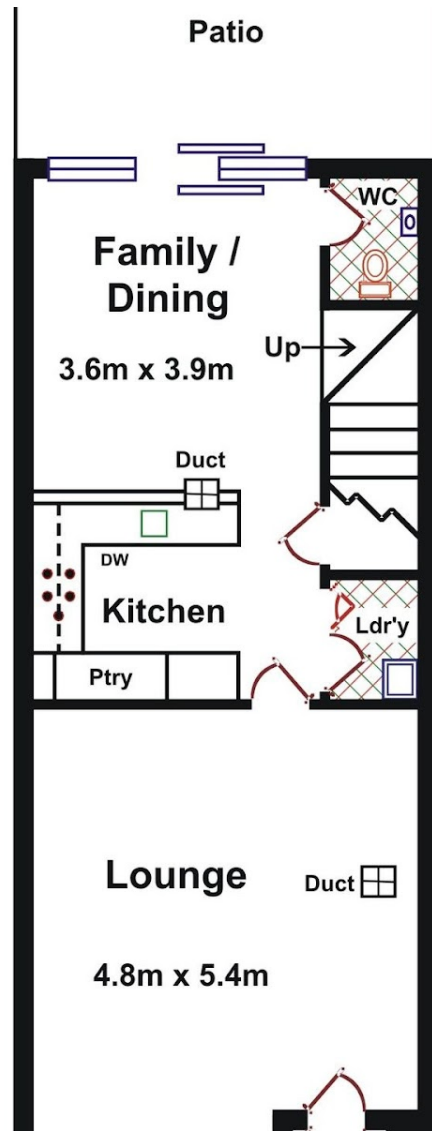 Patio
WC
Family /
Dining
Up
3.6m x 3.9m
Duct
DW
Kitchen
Ldr'y
Ptry
Lounge
Duct
4.8m x 5.4m